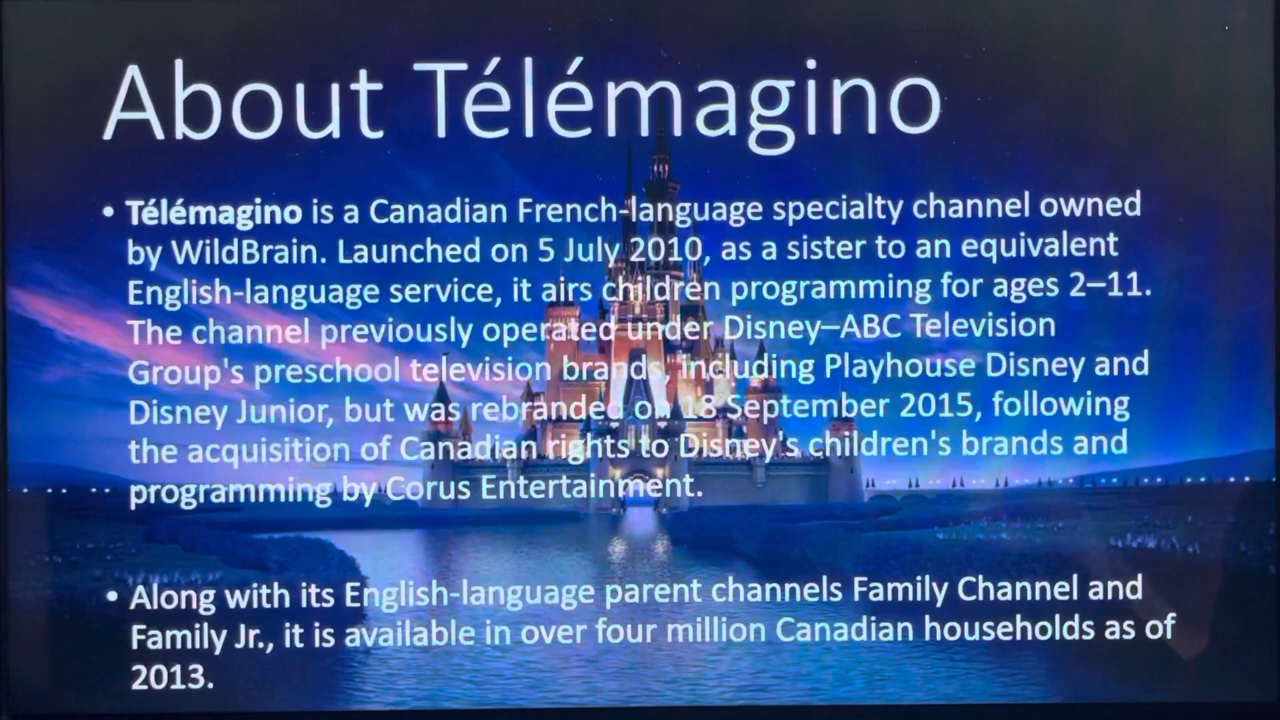 About Télémagino
• Télémagino is a Canadian French-language specialty channel owned
by WildBrain. Launched on 5 July 2010, as a sister to an equivalent
English-language service, it airs children programming for ages 2–11.
The channel previously operated under Disney–ABC Television
Group's preschool television brands, including Playhouse Disney and
Disney Junior, but was rebranded on 18 September 2015, following
the acquisition of Canadian rights to Disney's children's brands and
programming by Corus Entertainment.
• Along with its English-language parent channels Family Channel and
Family Jr., it is available in over four million Canadian households as of
2013.